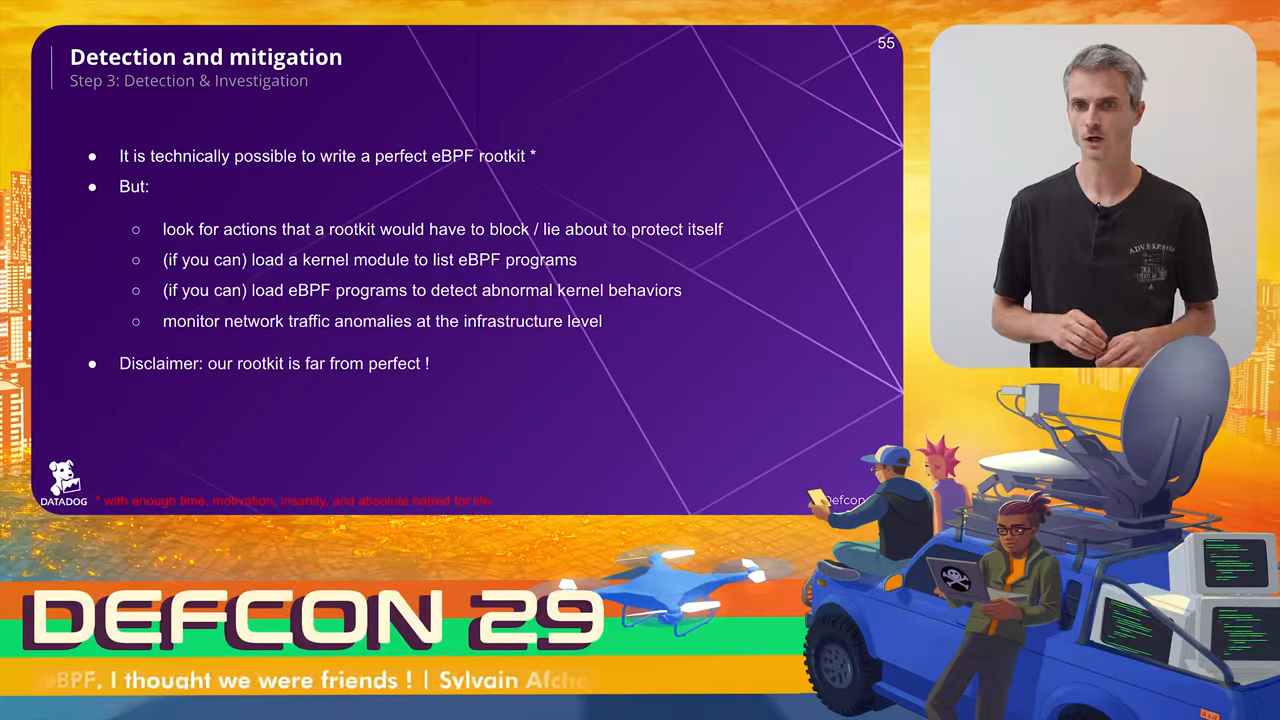 Detection and mitigation
55
Step 3: Detection & Investigation
● It is technically possible to write a perfect eBPF rootkit *
● But:
○ look for actions that a rootkit would have to block / lie about to protect itself
○ (if you can) load a kernel module to list eBPF programs
○ (if you can) load eBPF programs to detect abnormal kernel behaviors
○ monitor network traffic anomalies at the infrastructure level
● Disclaimer: our rootkit is far from perfect !
DATADOG
* with enough time, motivation, insanity, and absolute hatred for life.
Defcon
DEFCON 29
eBPF, I thought we were friends ! | Sylvain